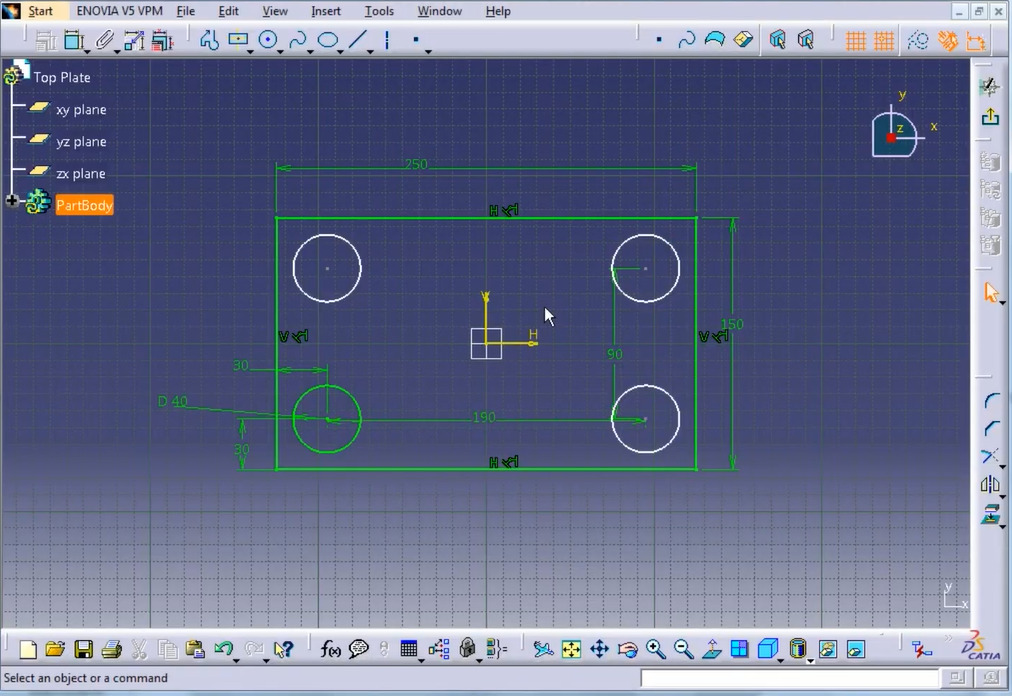 Start ENOVIA V5 VPM File Edit View Insert Tools Window Help
Top Plate
xy plane
yz plane
zx plane
PartBody
y
x
z
250
H
V
H
V
150
90
30
D 40
190
30
H
V
H
y
x
f(x)
CATIA
Select an object or a command